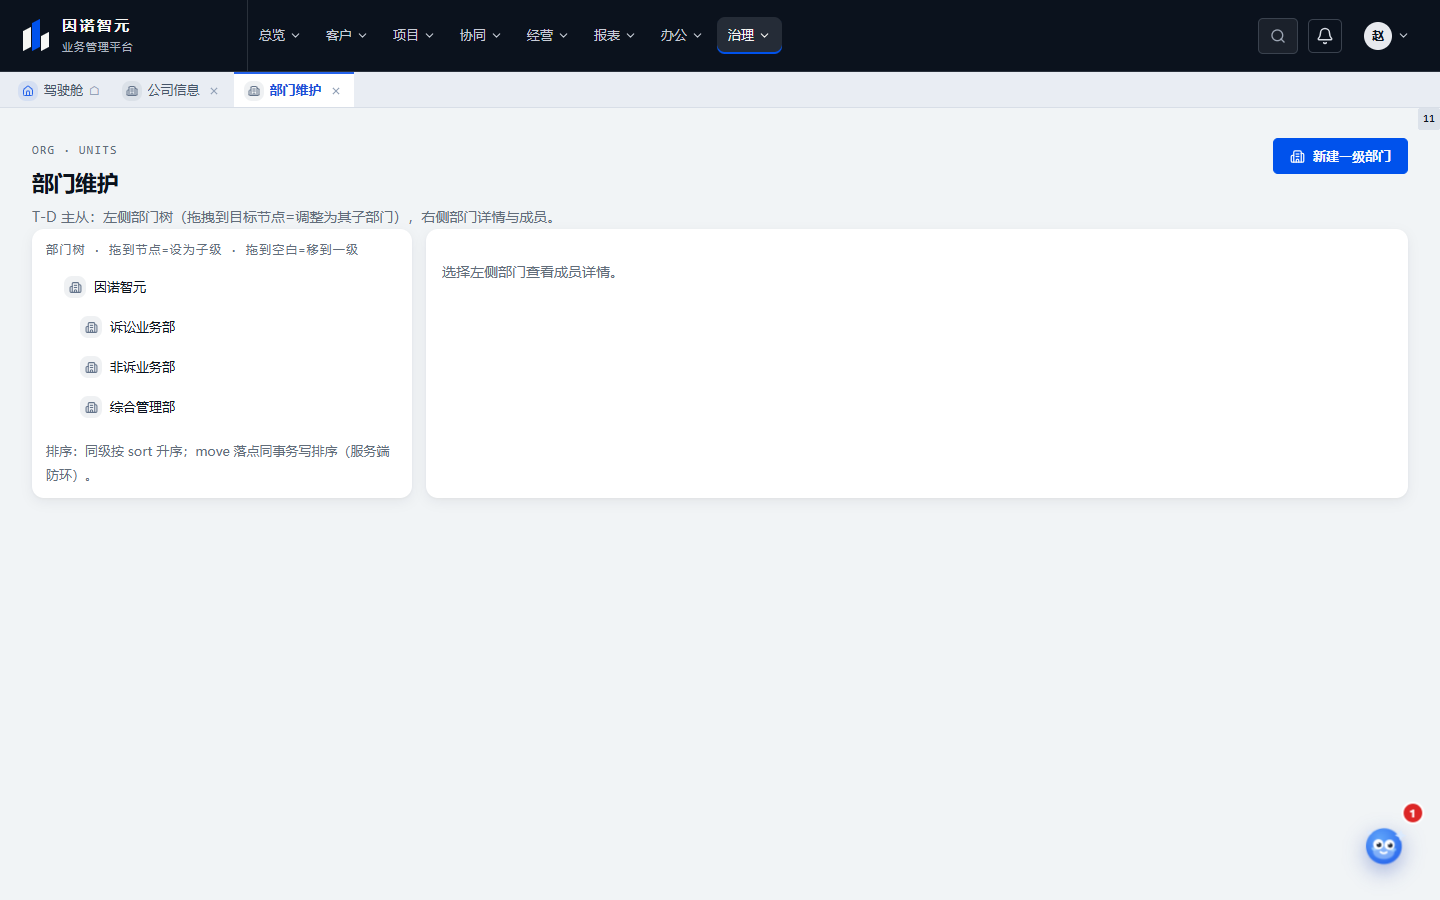 因诺智元
业务管理平台
总览 客户 项目 协同 经营 报表 办公 治理
赵
驾驶舱 公司信息 部门维护
11
ORG · UNITS
新建一级部门
部门维护
T-D 主从：左侧部门树（拖拽到目标节点=调整为其子部门），右侧部门详情与成员。
部门树 · 拖到节点=设为子级 · 拖到空白=移到一级
选择左侧部门查看成员详情。
因诺智元
诉讼业务部
非诉业务部
综合管理部
排序：同级按 sort 升序；move 落点同事务写排序（服务端
防环）。
1